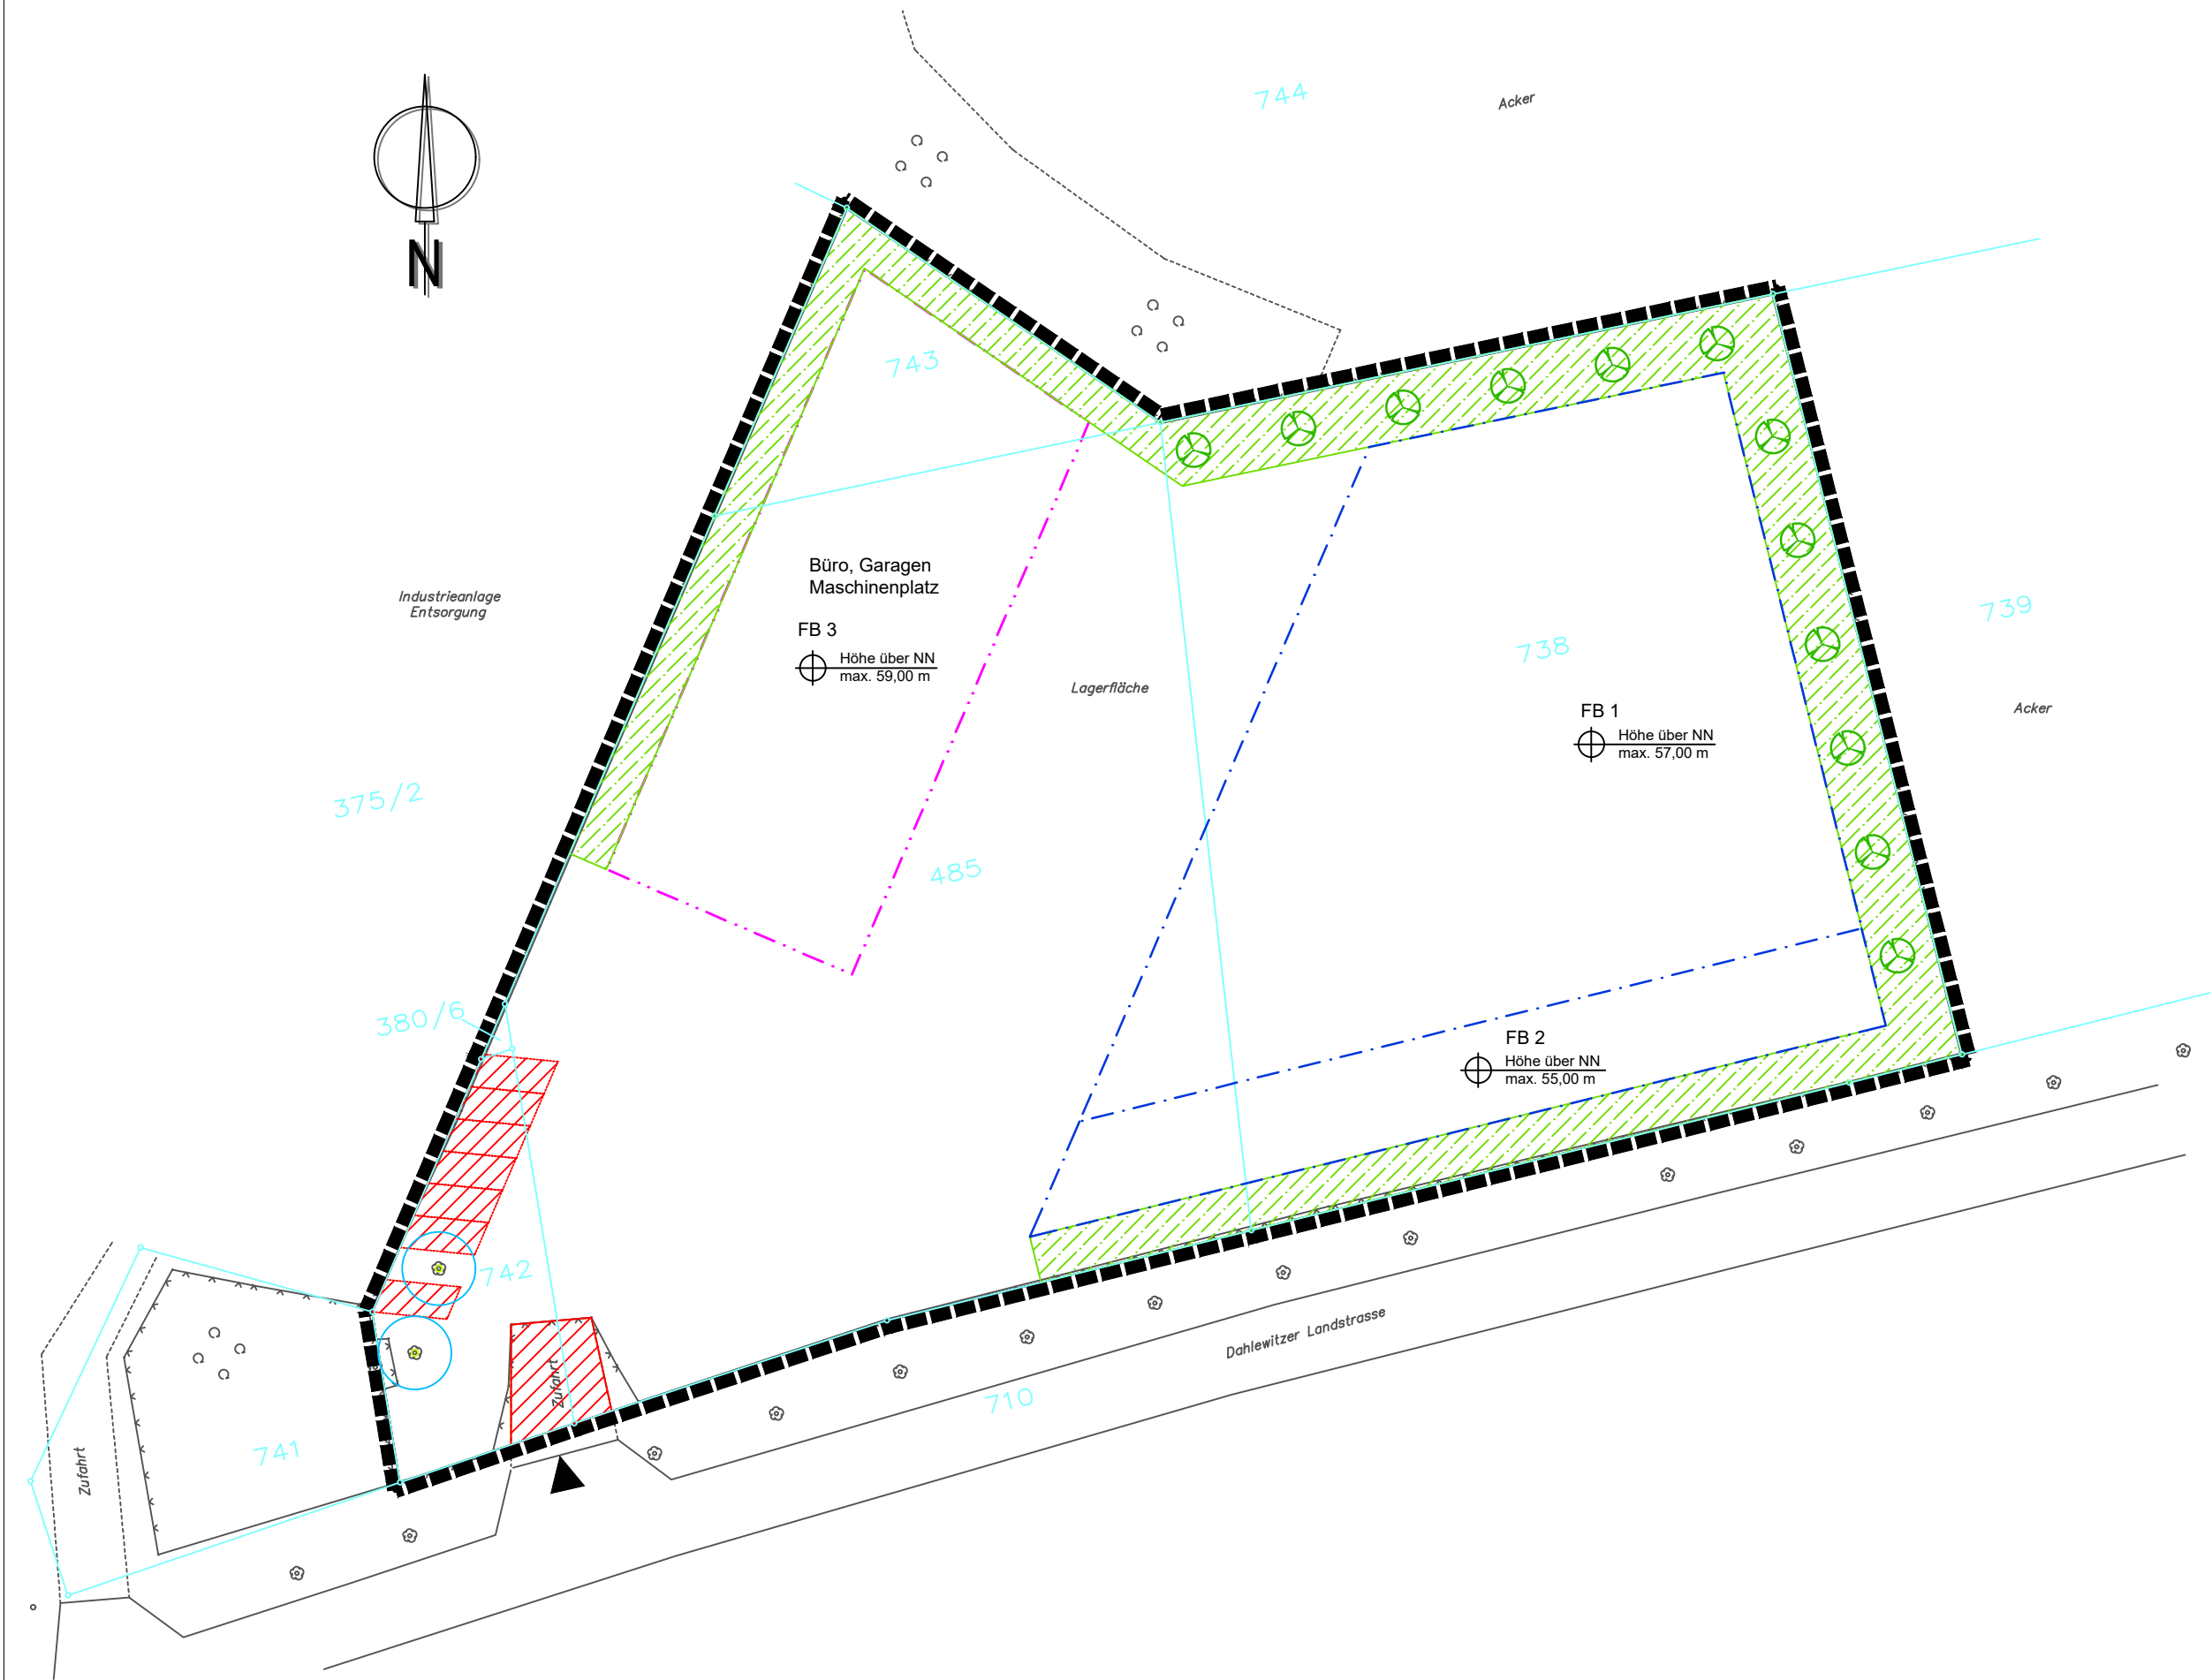 744
Acker
N
743
Büro, Garagen
Maschinenplatz
Industrieanlage
Entsorgung
739
FB 3
738
Höhe über NN
max. 59,00 m
Lagerfläche
FB 1
Acker
Höhe über NN
max. 57,00 m
375/2
485
380/6
FB 2
Höhe über NN
max. 55,00 m
742
Dahlewitzer Landstrasse
Zufahrt
710
741
Zufahrt